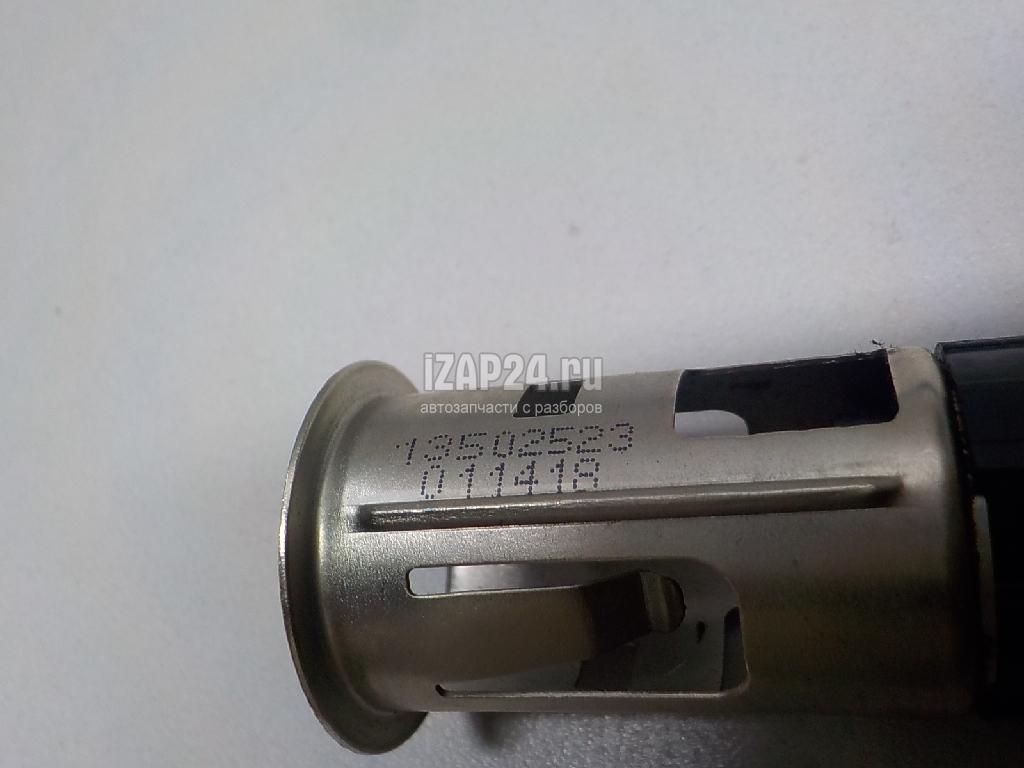 iZAP24.ru
автозапчасти с разборов
13502523
011418